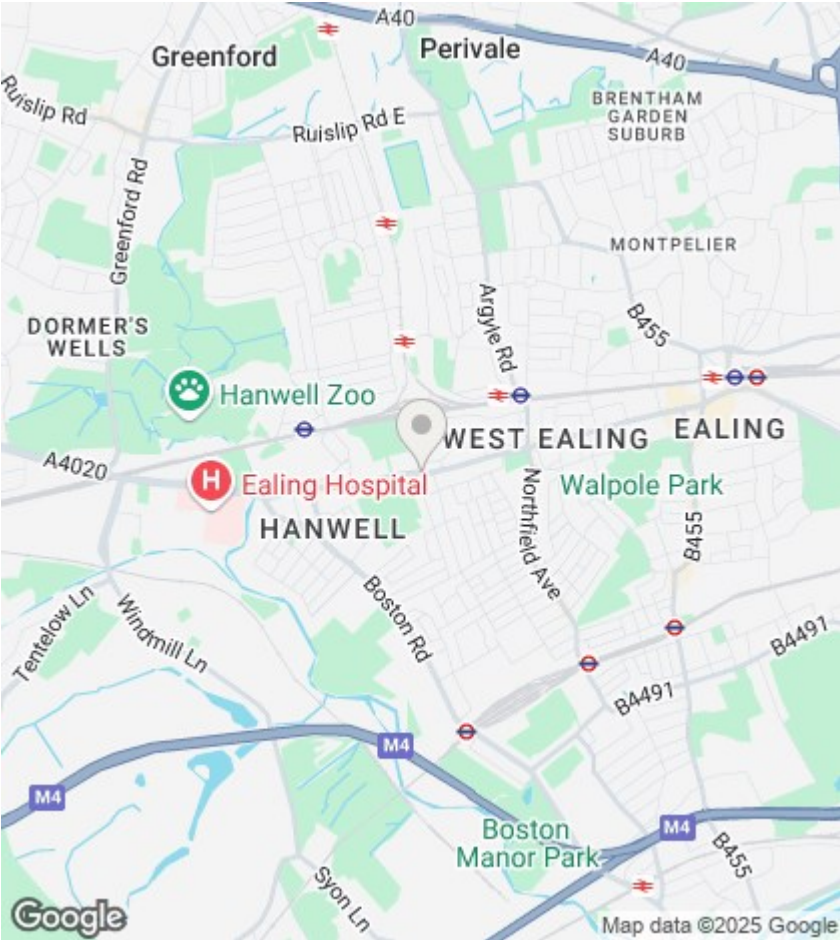 A40
Greenford
Perivale
A40
Ruislip Rd
BRENTHAM
GARDEN
SUBURB
Ruislip Rd E
Greenford Rd
MONTPELIER
Argyle Rd
B455
DORMER'S
WELLS
Hanwell Zoo
WEST EALING
EALING
A4020
H
Ealing Hospital
Walpole Park
HANWELL
Northfield Ave
B455
Boston Rd
Tentelow Ln
Windmill Ln
B4491
B4491
M4
M4
M4
Boston
Manor Park
B455
Syon Ln
Google
Map data ©2025 Google